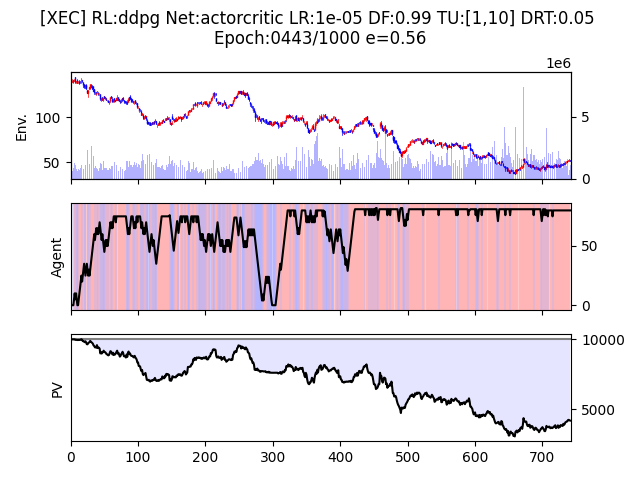 [XEC] RL:ddpg Net:actorcritic LR:1e-05 DF:0.99 TU:[1,10] DRT:0.05
Epoch:0443/1000 e=0.56
1e6
Env.
100
50
5
0
Agent
50
0
PV
10000
5000
0 100 200 300 400 500 600 700